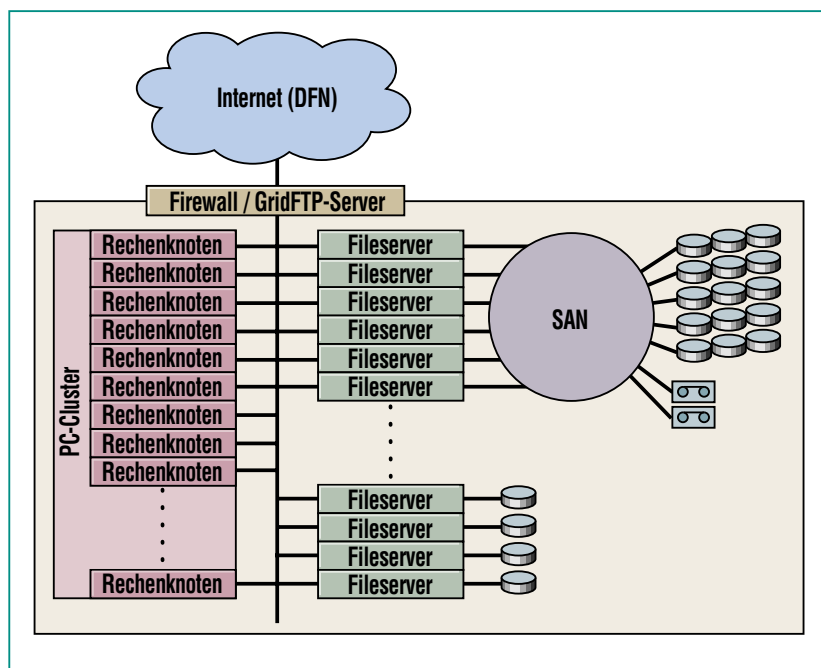 Internet (DFN)
Firewall / GridFTP-Server
PC-Cluster
Rechenknoten
Rechenknoten
Rechenknoten
Rechenknoten
Rechenknoten
Rechenknoten
Rechenknoten
Rechenknoten
Rechenknoten
Rechenknoten
Fileserver
Fileserver
Fileserver
Fileserver
Fileserver
Fileserver
Fileserver
Fileserver
Fileserver
Fileserver
SAN